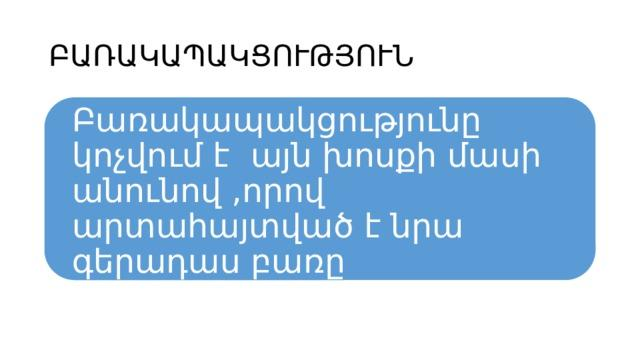 ԲԱՌԱԿԱՊԱԿՑՈՒԹՅՈՒՆ
Բառակապակցությունը
կոչվում է  այն խոսքի մասի
անունով ,որով
արտահայտված է նրա
գերադաս բառը